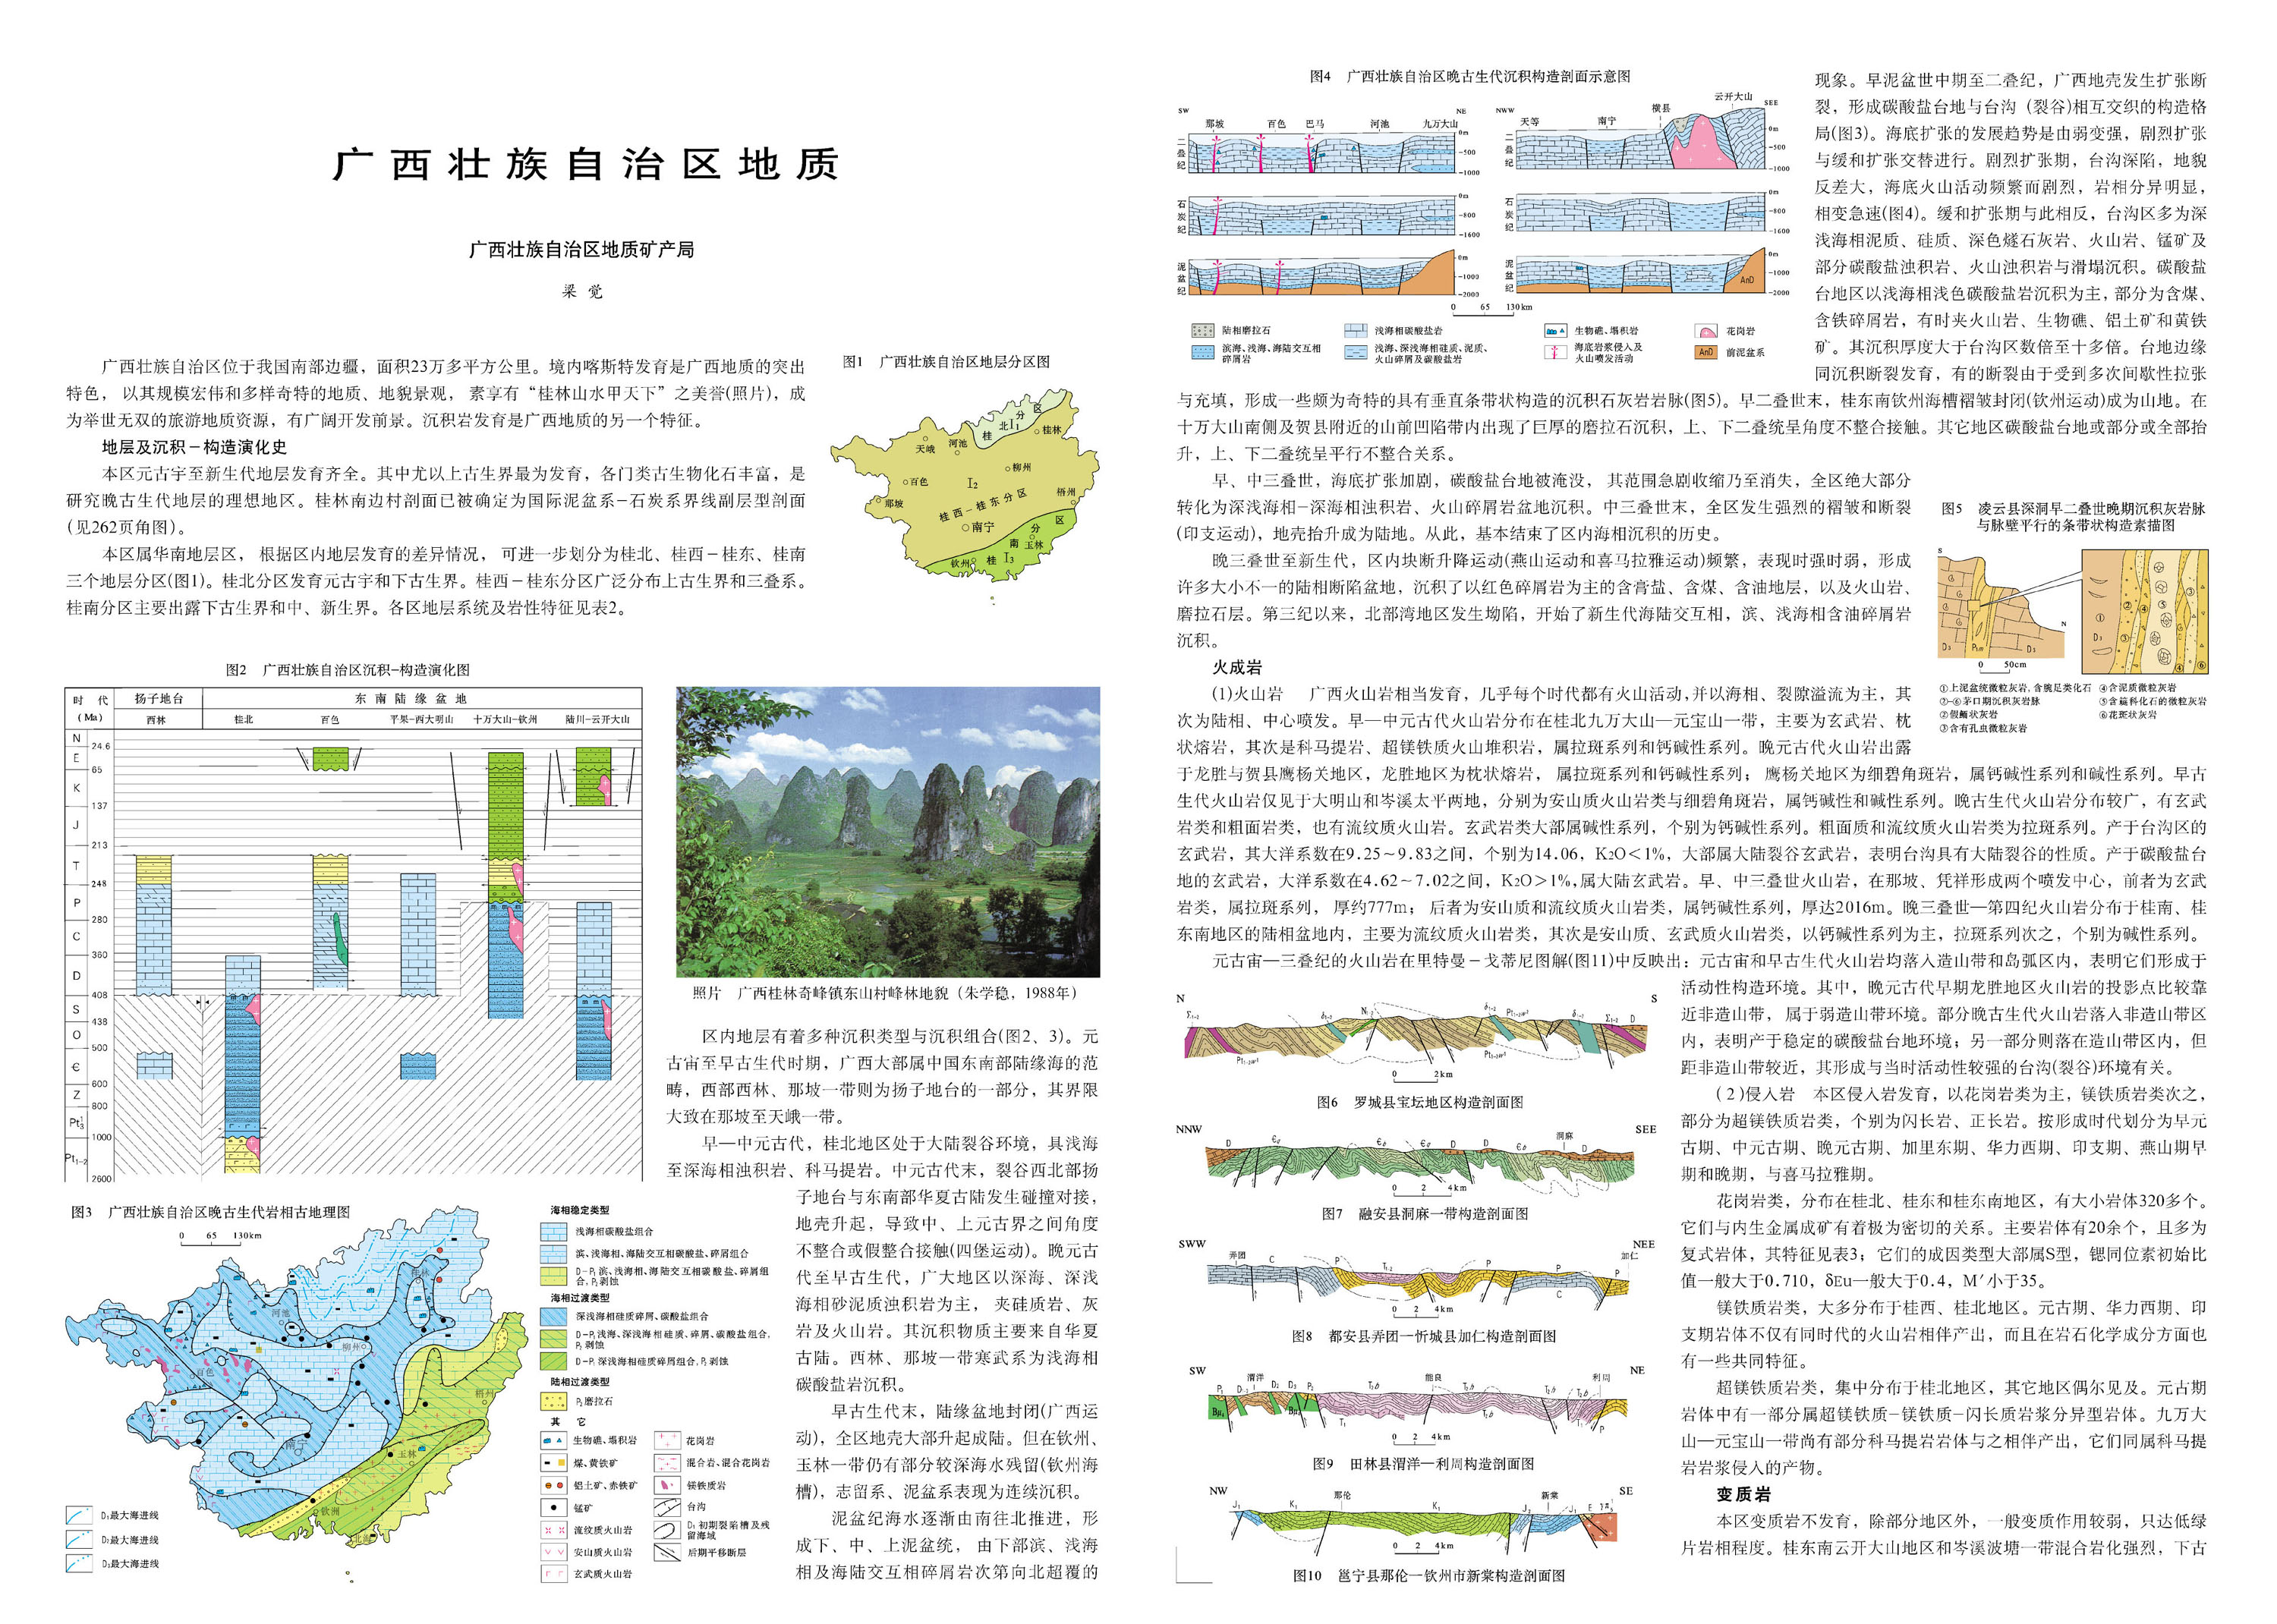 广西壮族自治区地质
广西壮族自治区地质矿产局
梁 觉
广西壮族自治区位于我国南部边疆，面积23万多平方公里。境内喀斯特发育是广西地质的突出
特色，以其规模宏伟和多样奇特的地质、地貌景观，素享有“桂林山水甲天下”之美誉(照片)，成
为举世无双的旅游地质资源，有广阔开发前景。沉积岩发育是广西地质的另一个特征。
地层及沉积－构造演化史
本区元古宇至新生代地层发育齐全。其中尤以上古生界最为发育，各门类古生物化石丰富，是
研究晚古生代地层的理想地区。桂林南边村剖面已被确定为国际泥盆系－石炭系界线副层型剖面
(见262页角图)。
本区属华南地层区，根据区内地层发育的差异情况，可进一步划分为桂北、桂西－桂东、桂南
三个地层分区(图1)。桂北分区发育元古宇和下古生界。桂西－桂东分区广泛分布上古生界和三叠系。
桂南分区主要出露下古生界和中、新生界。各区地层系统及岩性特征见表2。
图1 广西壮族自治区地层分区图
桂北I₁分区
桂林
天峨
河池
柳州
百色
I₂
那坡
梧州
桂西－桂东分区
南宁
桂南分区
玉林
钦州
I₃
图2 广西壮族自治区沉积－构造演化图
时 代
(Ma)
扬子地台
东南陆缘盆地
西林
桂北
百色
平果－西大明山
十万大山－钦州
陆川－云开大山
N
24.6
E
65
K
137
J
213
T
248
P
280
C
360
D
408
S
438
O
500
Є
600
Z
800
Pt₃¹
1000
Pt₁₋₂
2600
照片 广西桂林奇峰镇东山村峰林地貌（朱学稳，1988年）
区内地层有着多种沉积类型与沉积组合(图2、3)。元
古宙至早古生代时期，广西大部属中国东南部陆缘海的范
畴，西部西林、那坡一带则为扬子地台的一部分，其界限
大致在那坡至天峨一带。
早—中元古代，桂北地区处于大陆裂谷环境，具浅海
至深海相浊积岩、科马提岩。中元古代末，裂谷西北部扬
子地台与东南部华夏古陆发生碰撞对接，
地壳升起，导致中、上元古界之间角度
不整合或假整合接触(四堡运动)。晚元古
代至早古生代，广大地区以深海、深浅
海相砂泥质浊积岩为主，夹硅质岩、灰
岩及火山岩。其沉积物质主要来自华夏
古陆。西林、那坡一带寒武系为浅海相
碳酸盐岩沉积。
早古生代末，陆缘盆地封闭(广西运
动)，全区地壳大部升起成陆。但在钦州、
玉林一带仍有部分较深海水残留(钦州海
槽)，志留系、泥盆系表现为连续沉积。
泥盆纪海水逐渐由南往北推进，形
成下、中、上泥盆统，由下部滨、浅海
相及海陆交互相碎屑岩次第向北超覆的
图3 广西壮族自治区晚古生代岩相古地理图
0 65 130km
桂林
河池
柳州
百色
梧州
南宁
玉林
钦州
北海
D₁最大海进线
D₂最大海进线
D₃最大海进线
海相稳定类型
浅海相碳酸盐组合
滨、浅海相、海陆交互相碳酸盐、碎屑组合
D－P₁滨、浅海相、海陆交互相碳酸盐、碎屑组
合，P₂剥蚀
海相过渡类型
深浅海相硅质碎屑、碳酸盐组合
D－P₁浅海、深浅海相硅质、碎屑、碳酸盐组合，
P₂剥蚀
D－P₁深浅海相硅质碎屑组合，P₂剥蚀
陆相过渡类型
P₂磨拉石
其 它
生物礁、塌积岩
煤、黄铁矿
铝土矿、赤铁矿
锰矿
流纹质火山岩
安山质火山岩
玄武质火山岩
花岗岩
混合岩、混合花岗岩
镁铁质岩
台沟
D₁初期裂陷槽及残
留海域
后期平移断层
图4 广西壮族自治区晚古生代沉积构造剖面示意图
SW
那坡
百色
巴马
河池
九万大山
NE
NWW
天等
南宁
横县
云开大山
SEE
二叠纪
0m
-500
-1000
二叠纪
0m
-500
-1000
石炭纪
0m
-800
-1600
石炭纪
0m
-800
-1600
泥盆纪
0m
-1000
-2000
泥盆纪
AnD
0m
-1000
-2000
0 65 130km
陆相磨拉石
浅海相碳酸盐岩
生物礁、塌积岩
花岗岩
滨海、浅海、海陆交互相
碎屑岩
浅海、深浅海相硅质、泥质、
火山碎屑及碳酸盐岩
海底岩浆侵入及
火山喷发活动
AnD
前泥盆系
现象。早泥盆世中期至二叠纪，广西地壳发生扩张断
裂，形成碳酸盐台地与台沟（裂谷)相互交织的构造格
局(图3)。海底扩张的发展趋势是由弱变强，剧烈扩张
与缓和扩张交替进行。剧烈扩张期，台沟深陷，地貌
反差大，海底火山活动频繁而剧烈，岩相分异明显，
相变急速(图4)。缓和扩张期与此相反，台沟区多为深
浅海相泥质、硅质、深色燧石灰岩、火山岩、锰矿及
部分碳酸盐浊积岩、火山浊积岩与滑塌沉积。碳酸盐
台地区以浅海相浅色碳酸盐岩沉积为主，部分为含煤、
含铁碎屑岩，有时夹火山岩、生物礁、铝土矿和黄铁
矿。其沉积厚度大于台沟区数倍至十多倍。台地边缘
同沉积断裂发育，有的断裂由于受到多次间歇性拉张
与充填，形成一些颇为奇特的具有垂直条带状构造的沉积石灰岩岩脉(图5)。早二叠世末，桂东南钦州海槽褶皱封闭(钦州运动)成为山地。在
十万大山南侧及贺县附近的山前凹陷带内出现了巨厚的磨拉石沉积，上、下二叠统呈角度不整合接触。其它地区碳酸盐台地或部分或全部抬
升，上、下二叠统呈平行不整合关系。
早、中三叠世，海底扩张加剧，碳酸盐台地被淹没，其范围急剧收缩乃至消失，全区绝大部分
转化为深浅海相－深海相浊积岩、火山碎屑岩盆地沉积。中三叠世末，全区发生强烈的褶皱和断裂
(印支运动)，地壳抬升成为陆地。从此，基本结束了区内海相沉积的历史。
晚三叠世至新生代，区内块断升降运动(燕山运动和喜马拉雅运动)频繁，表现时强时弱，形成
许多大小不一的陆相断陷盆地，沉积了以红色碎屑岩为主的含膏盐、含煤、含油地层，以及火山岩、
磨拉石层。第三纪以来，北部湾地区发生坳陷，开始了新生代海陆交互相，滨、浅海相含油碎屑岩
沉积。
图5 凌云县深洞早二叠世晚期沉积灰岩脉
与脉壁平行的条带状构造素描图
S
N
D₃
P₁m
D₃
0 50cm
①上泥盆统微粒灰岩，含腕足类化石
②-⑥茅口期沉积灰岩脉
②假鲕状灰岩
③含有孔虫微粒灰岩
④含泥质微粒灰岩
⑤含䗴科化石的微粒灰岩
⑥花斑状灰岩
火成岩
(1)火山岩 广西火山岩相当发育，几乎每个时代都有火山活动，并以海相、裂隙溢流为主，其
次为陆相、中心喷发。早—中元古代火山岩分布在桂北九万大山—元宝山一带，主要为玄武岩、枕
状熔岩，其次是科马提岩、超镁铁质火山堆积岩，属拉斑系列和钙碱性系列。晚元古代火山岩出露
于龙胜与贺县鹰杨关地区，龙胜地区为枕状熔岩，属拉斑系列和钙碱性系列；鹰杨关地区为细碧角斑岩，属钙碱性系列和碱性系列。早古
生代火山岩仅见于大明山和岑溪太平两地，分别为安山质火山岩类与细碧角斑岩，属钙碱性和碱性系列。晚古生代火山岩分布较广，有玄武
岩类和粗面岩类，也有流纹质火山岩。玄武岩类大部属碱性系列，个别为钙碱性系列。粗面质和流纹质火山岩类为拉斑系列。产于台沟区的
玄武岩，其大洋系数在9.25～9.83之间，个别为14.06，K₂O＜1%，大部属大陆裂谷玄武岩，表明台沟具有大陆裂谷的性质。产于碳酸盐台
地的玄武岩，大洋系数在4.62～7.02之间，K₂O＞1%，属大陆玄武岩。早、中三叠世火山岩，在那坡、凭祥形成两个喷发中心，前者为玄武
岩类，属拉斑系列，厚约777m；后者为安山质和流纹质火山岩类，属钙碱性系列，厚达2016m。晚三叠世—第四纪火山岩分布于桂南、桂
东南地区的陆相盆地内，主要为流纹质火山岩类，其次是安山质、玄武质火山岩类，以钙碱性系列为主，拉斑系列次之，个别为碱性系列。
元古宙—三叠纪的火山岩在里特曼－戈蒂尼图解(图11)中反映出：元古宙和早古生代火山岩均落入造山带和岛弧区内，表明它们形成于
活动性构造环境。其中，晚元古代早期龙胜地区火山岩的投影点比较靠
近非造山带，属于弱造山带环境。部分晚古生代火山岩落入非造山带区
内，表明产于稳定的碳酸盐台地环境；另一部分则落在造山带区内，但
距非造山带较近，其形成与当时活动性较强的台沟(裂谷)环境有关。
（2)侵入岩 本区侵入岩发育，以花岗岩类为主，镁铁质岩类次之，
部分为超镁铁质岩类，个别为闪长岩、正长岩。按形成时代划分为早元
古期、中元古期、晚元古期、加里东期、华力西期、印支期、燕山期早
期和晚期，与喜马拉雅期。
花岗岩类，分布在桂北、桂东和桂东南地区，有大小岩体320多个。
它们与内生金属成矿有着极为密切的关系。主要岩体有20余个，且多为
复式岩体，其特征见表3；它们的成因类型大部属S型，锶同位素初始比
值一般大于0.710，δEu一般大于0.4，M′小于35。
镁铁质岩类，大多分布于桂西、桂北地区。元古期、华力西期、印
支期岩体不仅有同时代的火山岩相伴产出，而且在岩石化学成分方面也
有一些共同特征。
超镁铁质岩类，集中分布于桂北地区，其它地区偶尔见及。元古期
岩体中有一部分属超镁铁质－镁铁质－闪长质岩浆分异型岩体。九万大
山—元宝山一带尚有部分科马提岩岩体与之相伴产出，它们同属科马提
岩岩浆侵入的产物。
变质岩
本区变质岩不发育，除部分地区外，一般变质作用较弱，只达低绿
片岩相程度。桂东南云开大山地区和岑溪波塘一带混合岩化强烈，下古
N
S
0 2km
图6 罗城县宝坛地区构造剖面图
NNW
洞麻
SEE
0 2 4km
图7 融安县洞麻一带构造剖面图
SWW
弄团
加仁
NEE
0 2 4km
图8 都安县弄团一忻城县加仁构造剖面图
SW
渭洋
能良
利周
NE
0 2 4km
图9 田林县渭洋—利周构造剖面图
NW
那伦
新棠
SE
0 2 4km
图10 邕宁县那伦一钦州市新棠构造剖面图